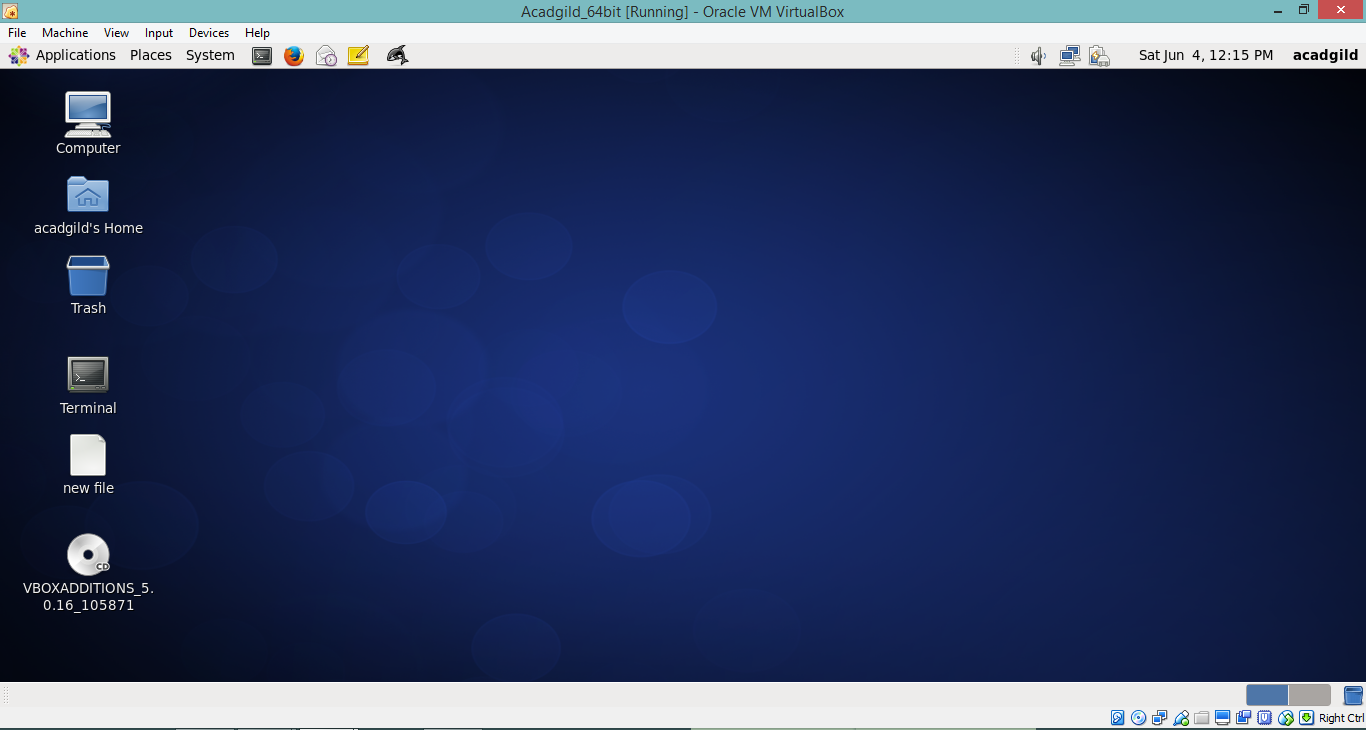 Acadgild_64bit [Running] - Oracle VM VirtualBox
File Machine View Input Devices Help
Applications Places System Sat Jun 4, 12:15 PM acadgild
Computer
acadgild's Home
Trash
Terminal
new file
CD
VBOXADDITIONS_5.
0.16_105871
Right Ctrl